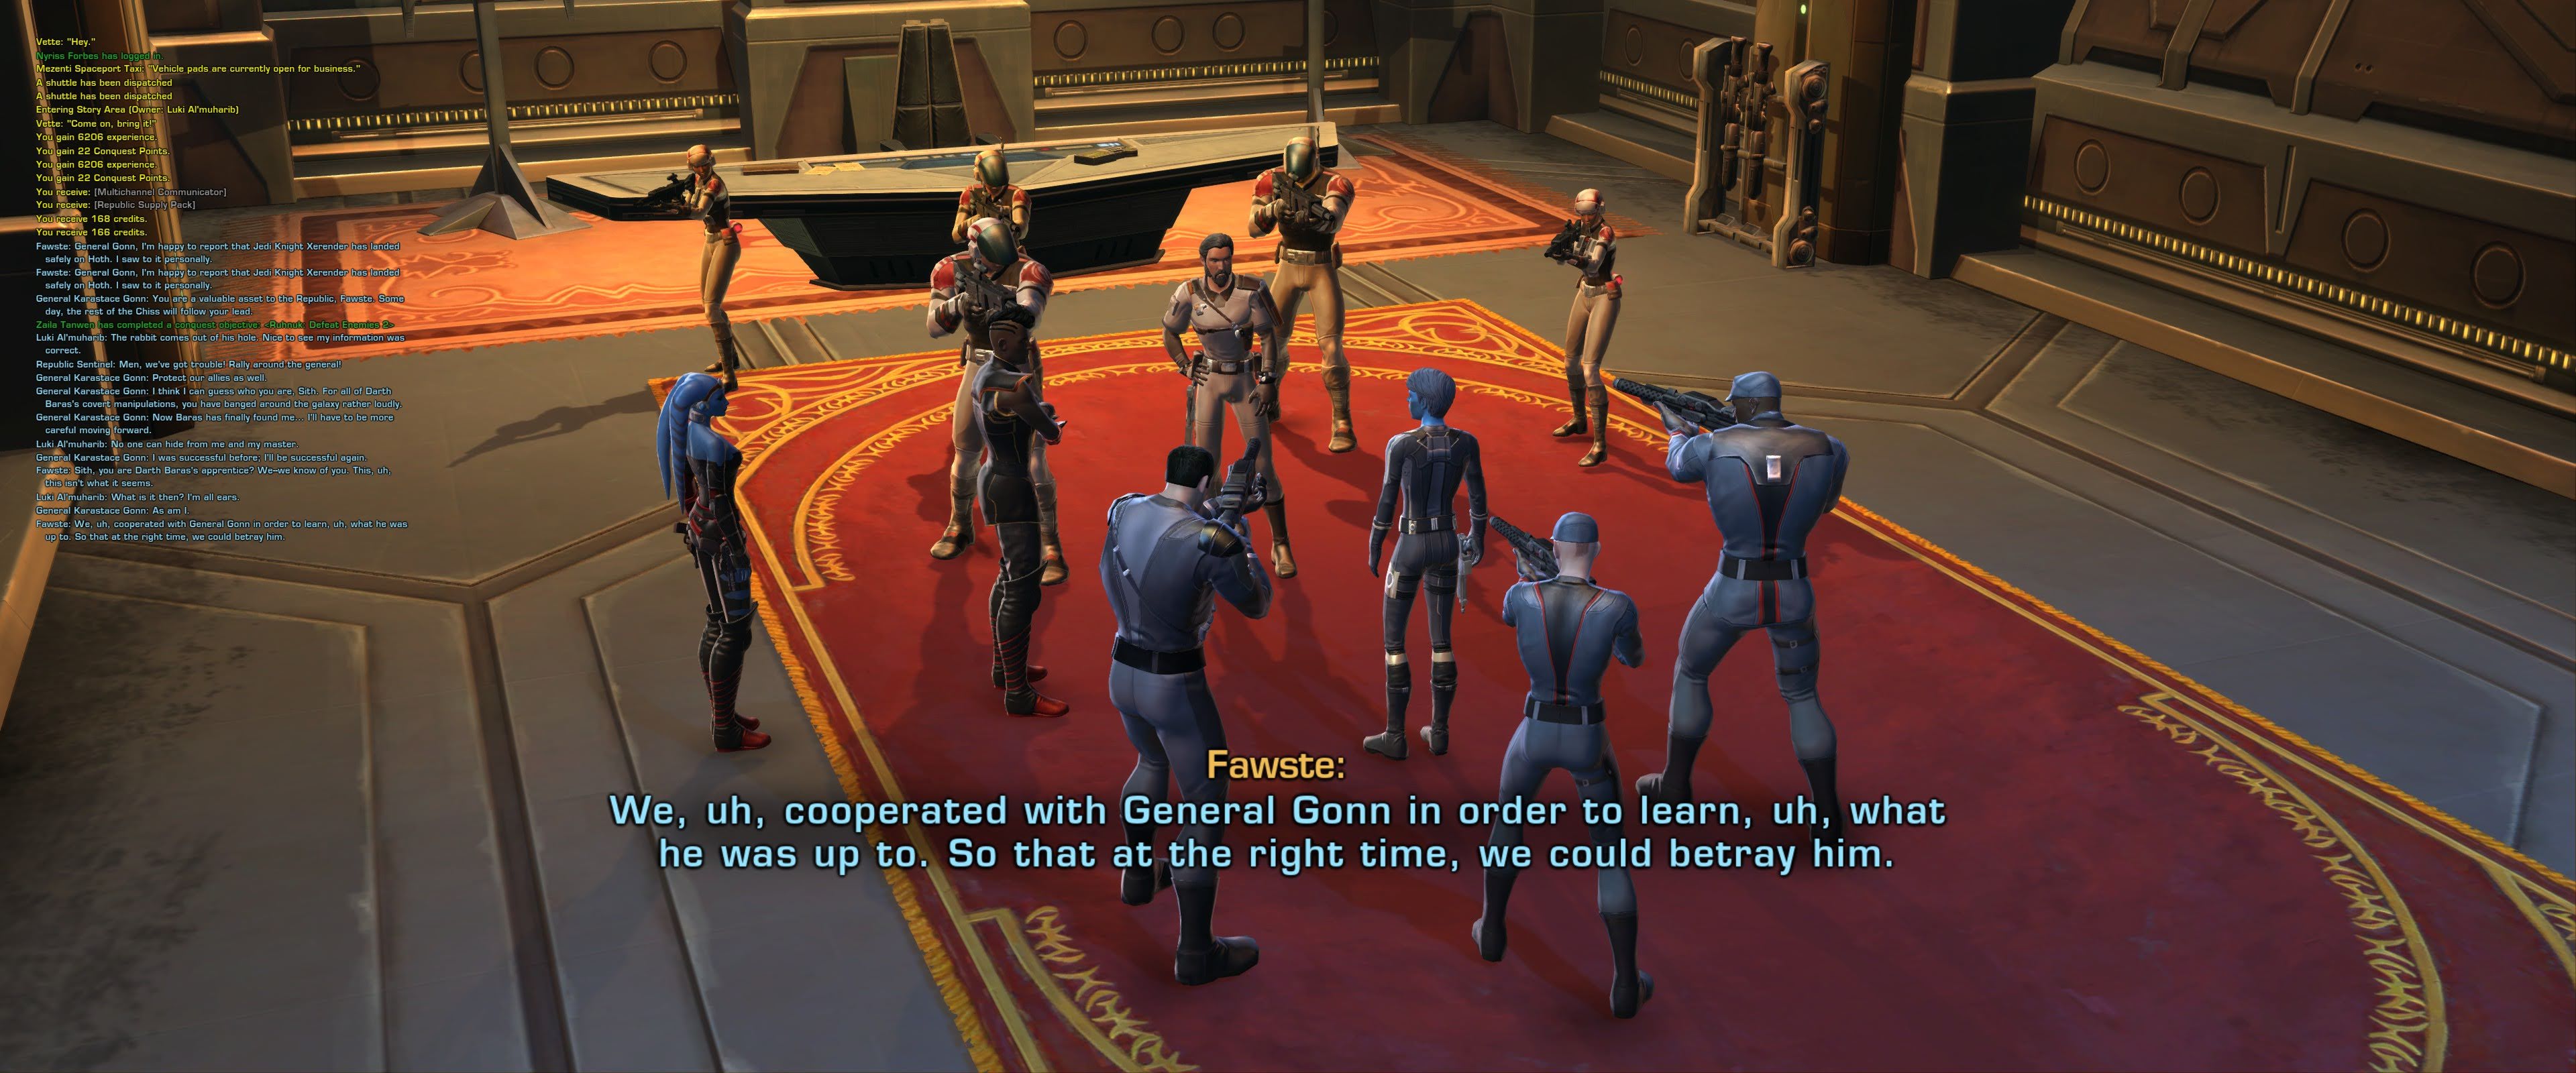 Vette: "Hey."
Nyriss Forbes has logged in.
Mezenti Spaceport Taxi: "Vehicle pads are currently open for business."
A shuttle has been dispatched
A shuttle has been dispatched
Entering Story Area (Owner: Luki Al'muharib)
Vette: "Come on, bring it!"
You gain 6206 experience.
You gain 22 Conquest Points.
You gain 6206 experience.
You gain 22 Conquest Points.
You receive: [Multichannel Communicator]
You receive: [Republic Supply Pack]
You receive 168 credits.
You receive 166 credits.
Fawste: General Gonn, I'm happy to report that Jedi Knight Xerender has landed
safely on Hoth. I saw to it personally.
Fawste: General Gonn, I'm happy to report that Jedi Knight Xerender has landed
safely on Hoth. I saw to it personally.
General Karastace Gonn: You are a valuable asset to the Republic, Fawste. Some
day, the rest of the Chiss will follow your lead.
Zaila Tanwen has completed a conquest objective: <Ruhnuk: Defeat Enemies 2>
Luki Al'muharib: The rabbit comes out of his hole. Nice to see my information was
correct.
Republic Sentinel: Men, we've got trouble! Rally around the general!
General Karastace Gonn: Protect our allies as well.
General Karastace Gonn: I think I can guess who you are, Sith. For all of Darth
Baras's covert manipulations, you have banged around the galaxy rather loudly.
General Karastace Gonn: Now Baras has finally found me... I'll have to be more
careful moving forward.
Luki Al'muharib: No one can hide from me and my master.
General Karastace Gonn: I was successful before; I'll be successful again.
Fawste: Sith, you are Darth Baras's apprentice? We–we know of you. This, uh,
this isn't what it seems.
Luki Al'muharib: What is it then? I'm all ears.
General Karastace Gonn: As am I.
Fawste: We, uh, cooperated with General Gonn in order to learn, uh, what he was
up to. So that at the right time, we could betray him.
Fawste:
We, uh, cooperated with General Gonn in order to learn, uh, what
he was up to. So that at the right time, we could betray him.